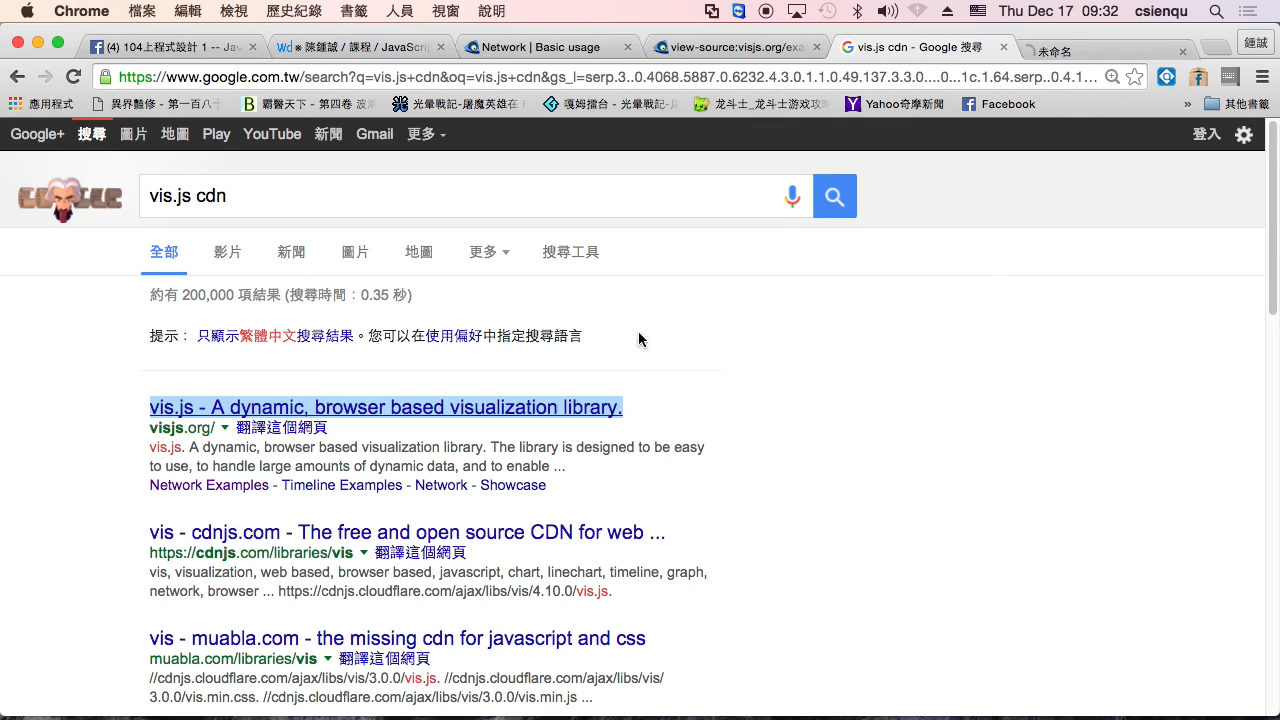 Chrome 檔案 編輯 檢視 歷史紀錄 書籤 人員 視窗 說明 Thu Dec 17 09:32 csienqu
(4) 104上程式設計 1 -- Jav
陳鍾誠 / 課程 / JavaScrip
Network | Basic usage
view-source:visjs.org/exa
vis.js cdn - Google 搜尋
未命名
鍾誠
https://www.google.com.tw/search?q=vis.js+cdn&oq=vis.js+cdn&gs_l=serp.3..0.4068.5887.0.6232.4.3.0.1.1.0.49.137.3.3.0....0...1c.1.64.serp..0.4.1...
應用程式 異界醫修 - 第一百八十 霸醫天下 - 第四卷 波 光暈戰記-屠魔英雄在 嘎姆擂台 - 光暈戰記- 龙斗士_龙斗士游戏攻 Yahoo奇摩新聞 Facebook » 其他書籤
Google+ 搜尋 圖片 地圖 Play YouTube 新聞 Gmail 更多 登入
vis.js cdn
全部 影片 新聞 圖片 地圖 更多 搜尋工具
約有 200,000 項結果 (搜尋時間：0.35 秒)
提示： 只顯示繁體中文搜尋結果。您可以在使用偏好中指定搜尋語言
vis.js - A dynamic, browser based visualization library.
visjs.org/ 翻譯這個網頁
vis.js. A dynamic, browser based visualization library. The library is designed to be easy
to use, to handle large amounts of dynamic data, and to enable ...
Network Examples - Timeline Examples - Network - Showcase
vis - cdnjs.com - The free and open source CDN for web ...
https://cdnjs.com/libraries/vis 翻譯這個網頁
vis, visualization, web based, browser based, javascript, chart, linechart, timeline, graph,
network, browser ... https://cdnjs.cloudflare.com/ajax/libs/vis/4.10.0/vis.js.
vis - muabla.com - the missing cdn for javascript and css
muabla.com/libraries/vis 翻譯這個網頁
//cdnjs.cloudflare.com/ajax/libs/vis/3.0.0/vis.js. //cdnjs.cloudflare.com/ajax/libs/vis/
3.0.0/vis.min.css. //cdnjs.cloudflare.com/ajax/libs/vis/3.0.0/vis.min.js ...